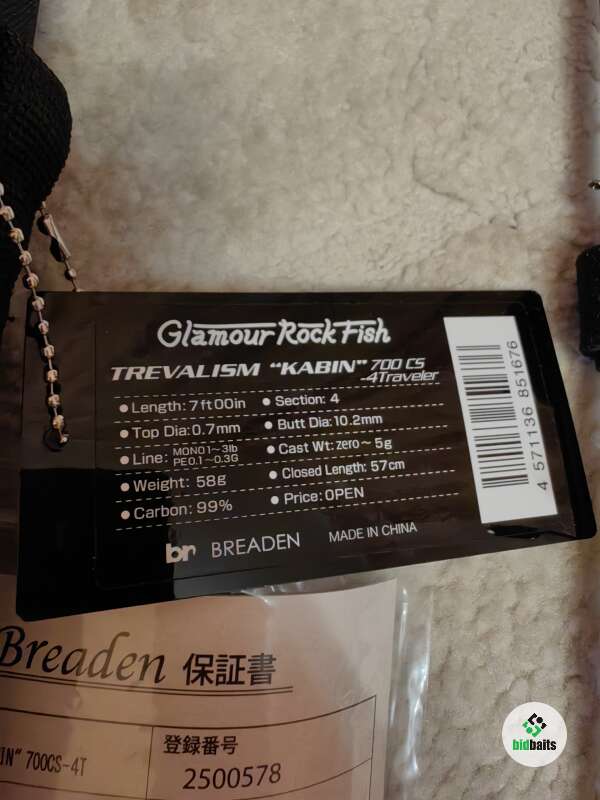 Glamour Rock Fish
TREVALISM "KABIN" 700 CS
-4Traveler
● Length: 7ft00in ● Section: 4
● Top Dia: 0.7mm ● Butt Dia: 10.2mm
● Line: MONO1~3lb PE0.1~0.3G ● Cast Wt: zero~5g
● Weight: 58g ● Closed Length: 57cm
● Carbon: 99% ● Price: OPEN
br BREADEN MADE IN CHINA
4 571136 851676
Breaden 保証書
IN" 700CS-4T
登録番号
2500578
bidbaits